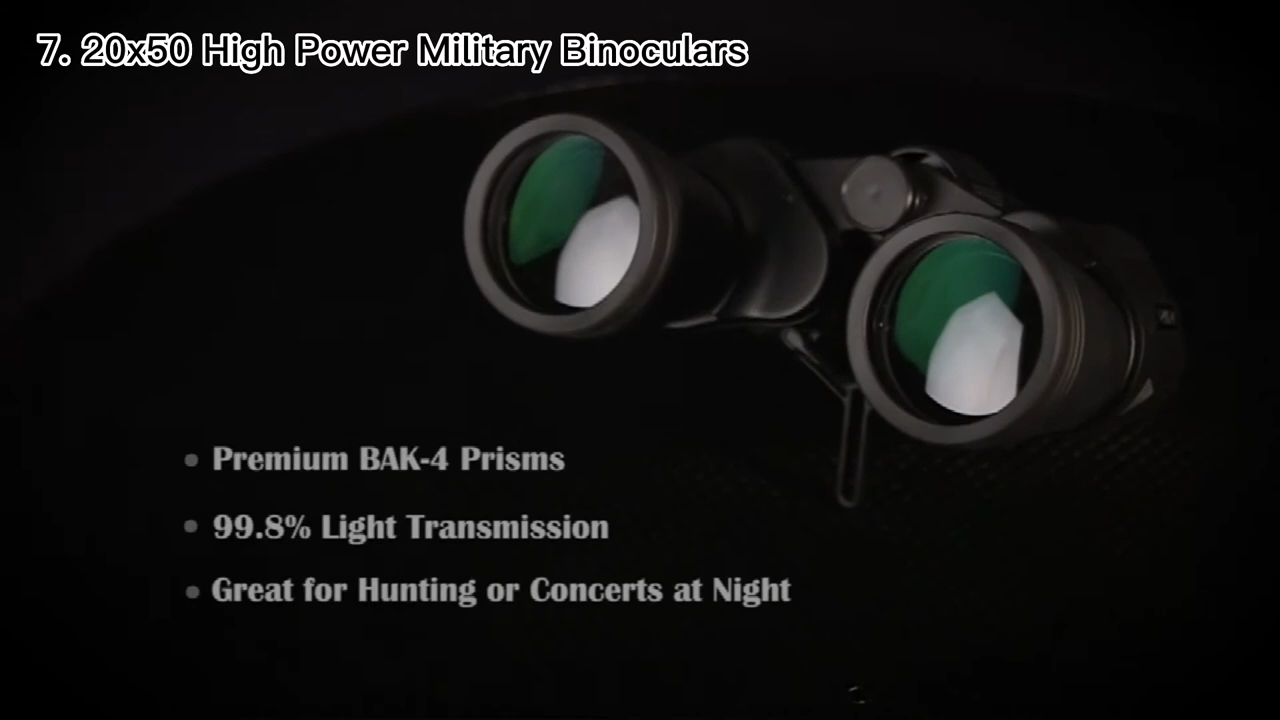 7. 20x50 High Power Military Binoculars
Premium BAK-4 Prisms
99.8% Light Transmission
Great for Hunting or Concerts at Night